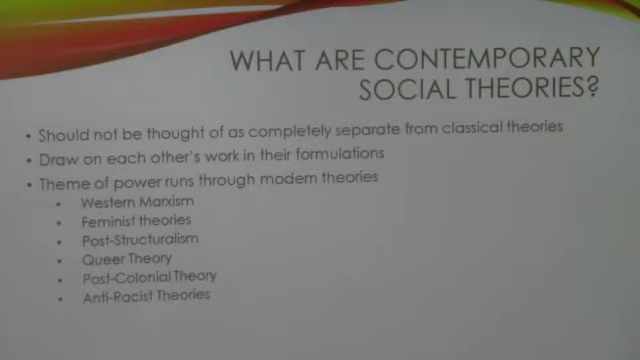 WHAT ARE CONTEMPORARY
SOCIAL THEORIES?
• Should not be thought of as completely separate from classical theories
• Draw on each other's work in their formulations
• Theme of power runs through modern theories
• Western Marxism
• Feminist theories
• Post-Structuralism
• Queer Theory
• Post-Colonial Theory
• Anti-Racist Theories